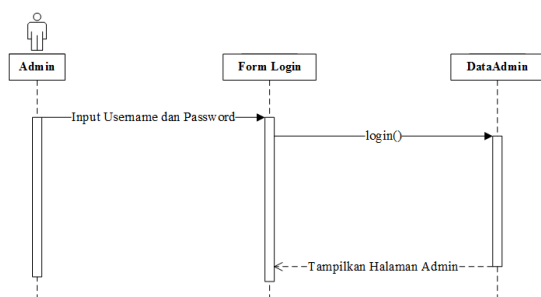 Admin
Form Login
DataAdmin
Input Username dan Password
login()
Tampilkan Halaman Admin